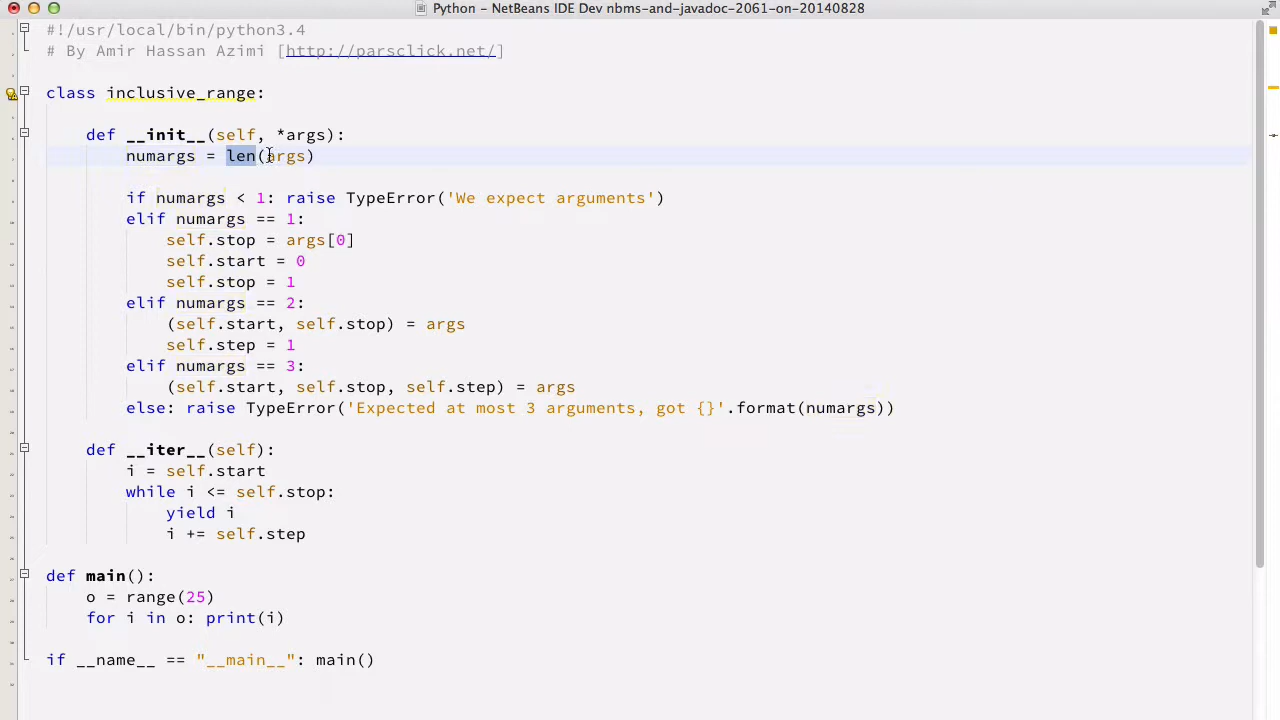 Python – NetBeans IDE Dev nbms-and-javadoc-2061-on-20140828
#!/usr/local/bin/python3.4
# By Amir Hassan Azimi [http://parsclick.net/]
class inclusive_range:
def __init__(self, *args):
numargs = len(args)
if numargs < 1: raise TypeError('We expect arguments')
elif numargs == 1:
self.stop = args[0]
self.start = 0
self.stop = 1
elif numargs == 2:
(self.start, self.stop) = args
self.step = 1
elif numargs == 3:
(self.start, self.stop, self.step) = args
else: raise TypeError('Expected at most 3 arguments, got {}'.format(numargs))
def __iter__(self):
i = self.start
while i <= self.stop:
yield i
i += self.step
def main():
o = range(25)
for i in o: print(i)
if __name__ == "__main__": main()